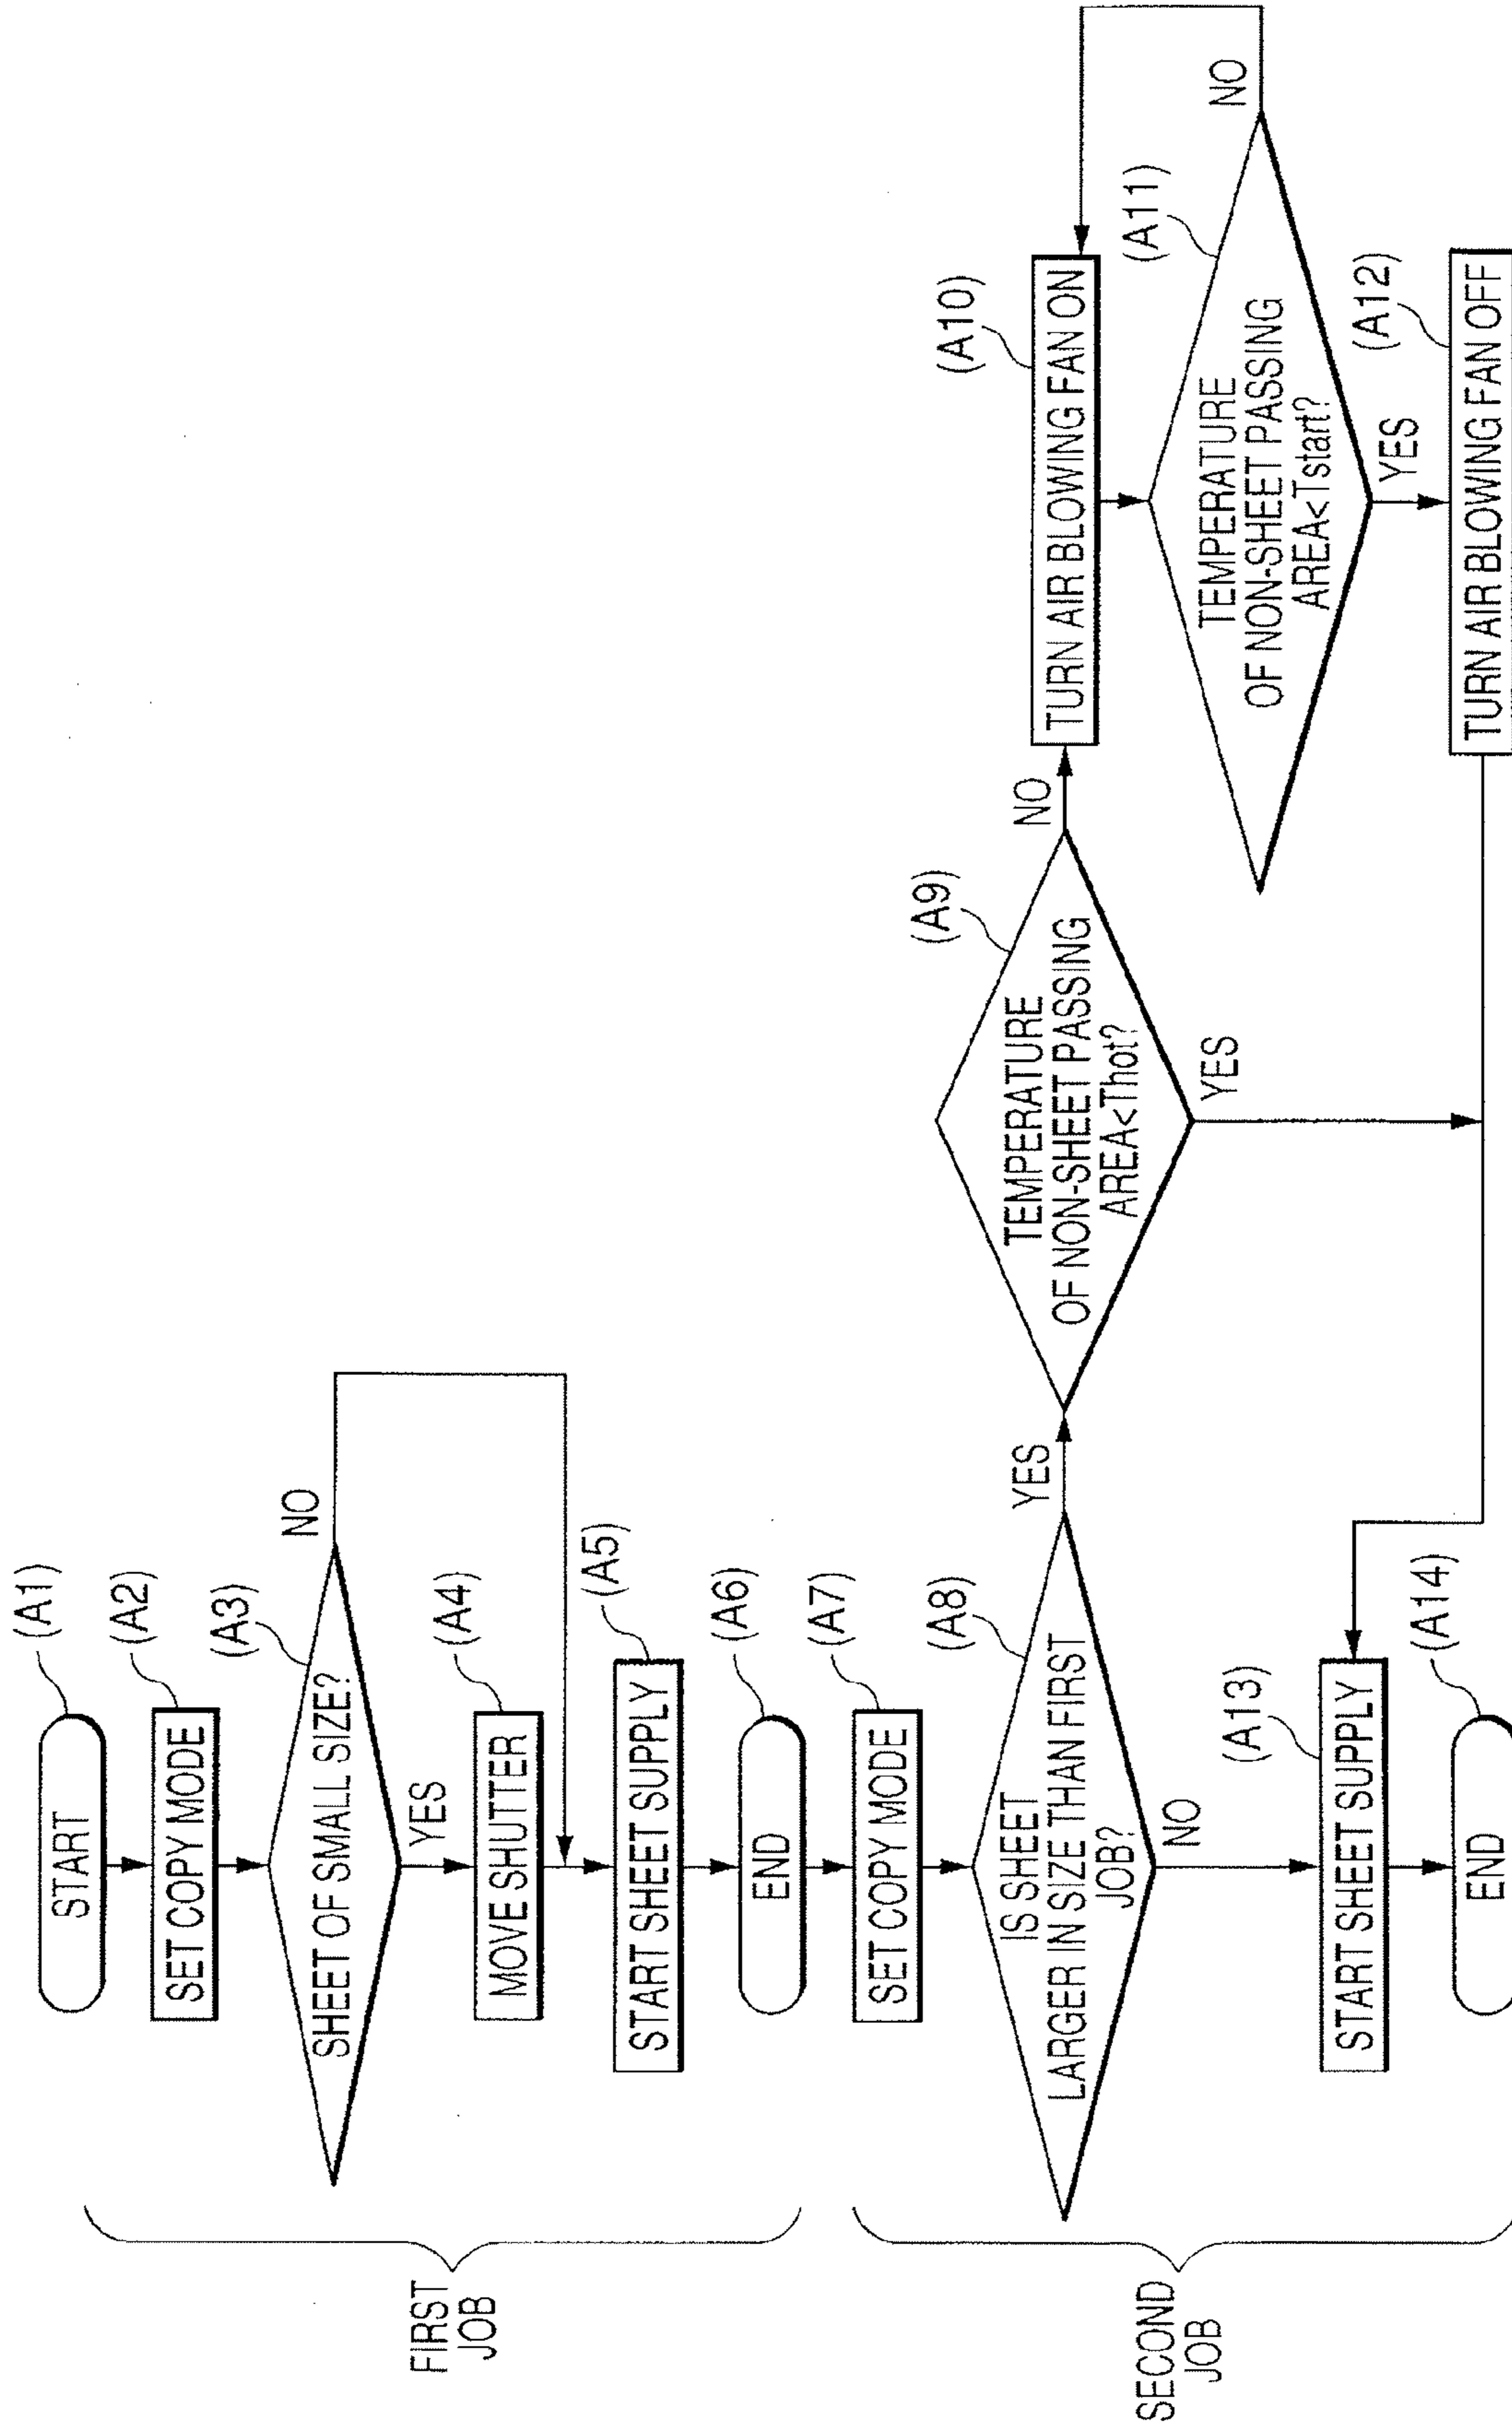 FIRST
JOB
START
(A1)
SET COPY MODE
(A2)
SHEET OF SMALL SIZE?
(A3)
NO
YES
MOVE SHUTTER
(A4)
START SHEET SUPPLY
(A5)
END
(A6)
SECOND
JOB
SET COPY MODE
(A7)
IS SHEET
LARGER IN SIZE THAN FIRST
JOB?
(A8)
YES
NO
TEMPERATURE
OF NON-SHEET PASSING
AREA<Thot?
(A9)
NO
YES
TURN AIR BLOWING FAN ON
(A10)
TEMPERATURE
OF NON-SHEET PASSING
AREA<Tstart?
(A11)
NO
YES
TURN AIR BLOWING FAN OFF
(A12)
START SHEET SUPPLY
(A13)
END
(A14)